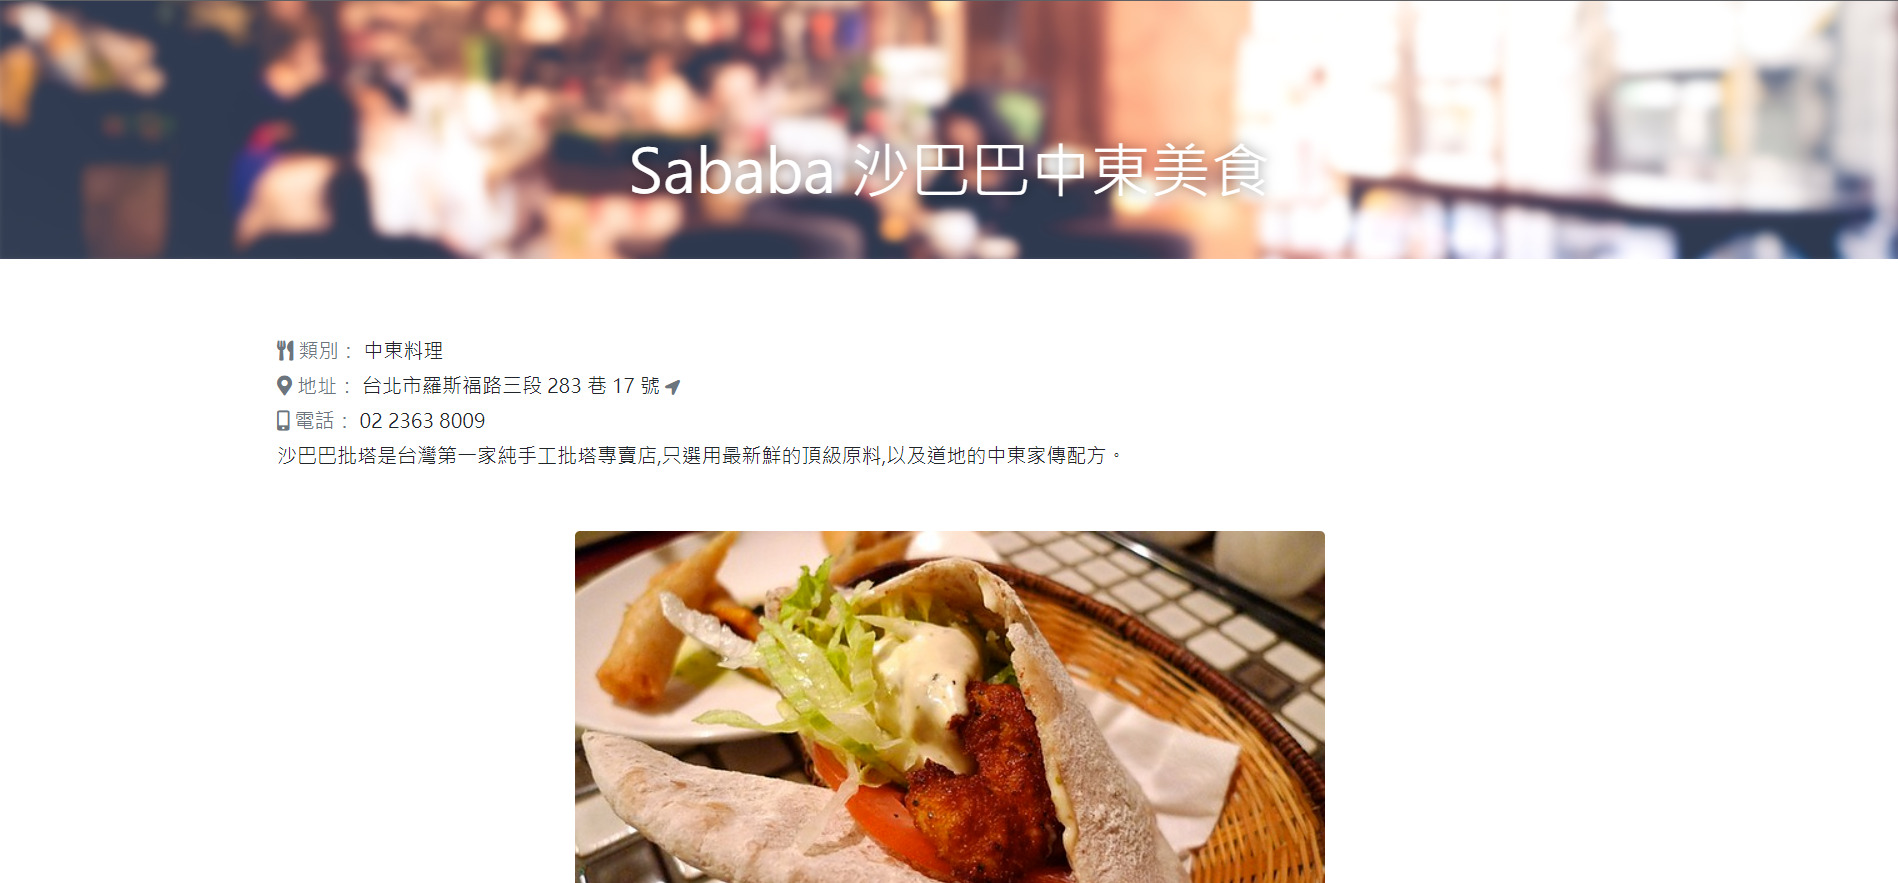 Sababa 沙巴巴中東美食
類別： 中東料理
地址： 台北市羅斯福路三段 283 巷 17 號
電話： 02 2363 8009
沙巴巴批塔是台灣第一家純手工批塔專賣店,只選用最新鮮的頂級原料,以及道地的中東家傳配方。